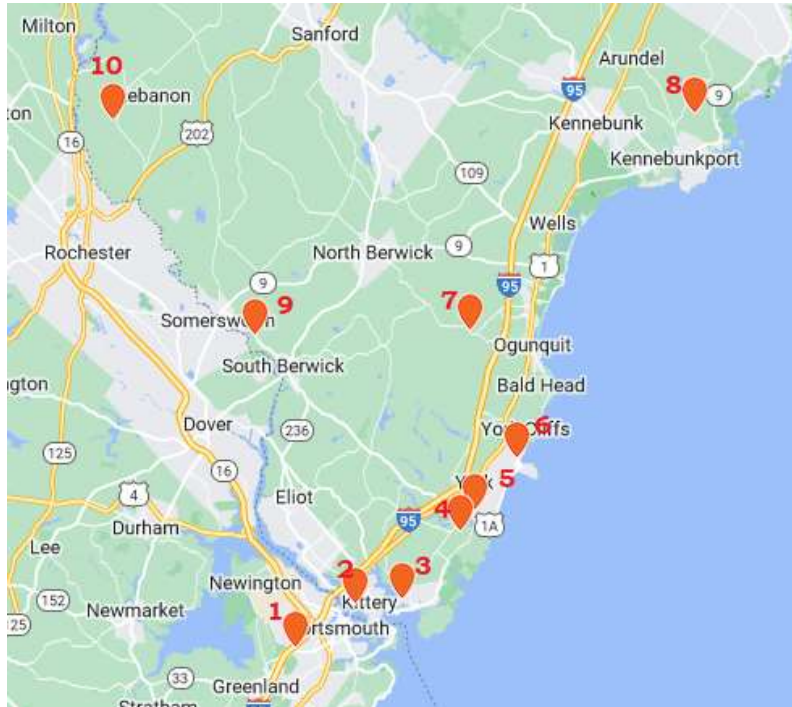 Milton
Sanford
Arundel
10
ebanon
8
9
95
Kennebunk
ton
16
202
Kennebunkport
109
Wells
Rochester
North Berwick
9
1
9
95
9
7
Somersworth
Ogunquit
South Berwick
Bald Head
gton
York Cliffs
6
Dover
236
125
16
York
5
4
Eliot
4
95
1A
Durham
Lee
3
2
Newington
Kittery
152
Newmarket
1
ortsmouth
125
33
Greenland
95
Stratham